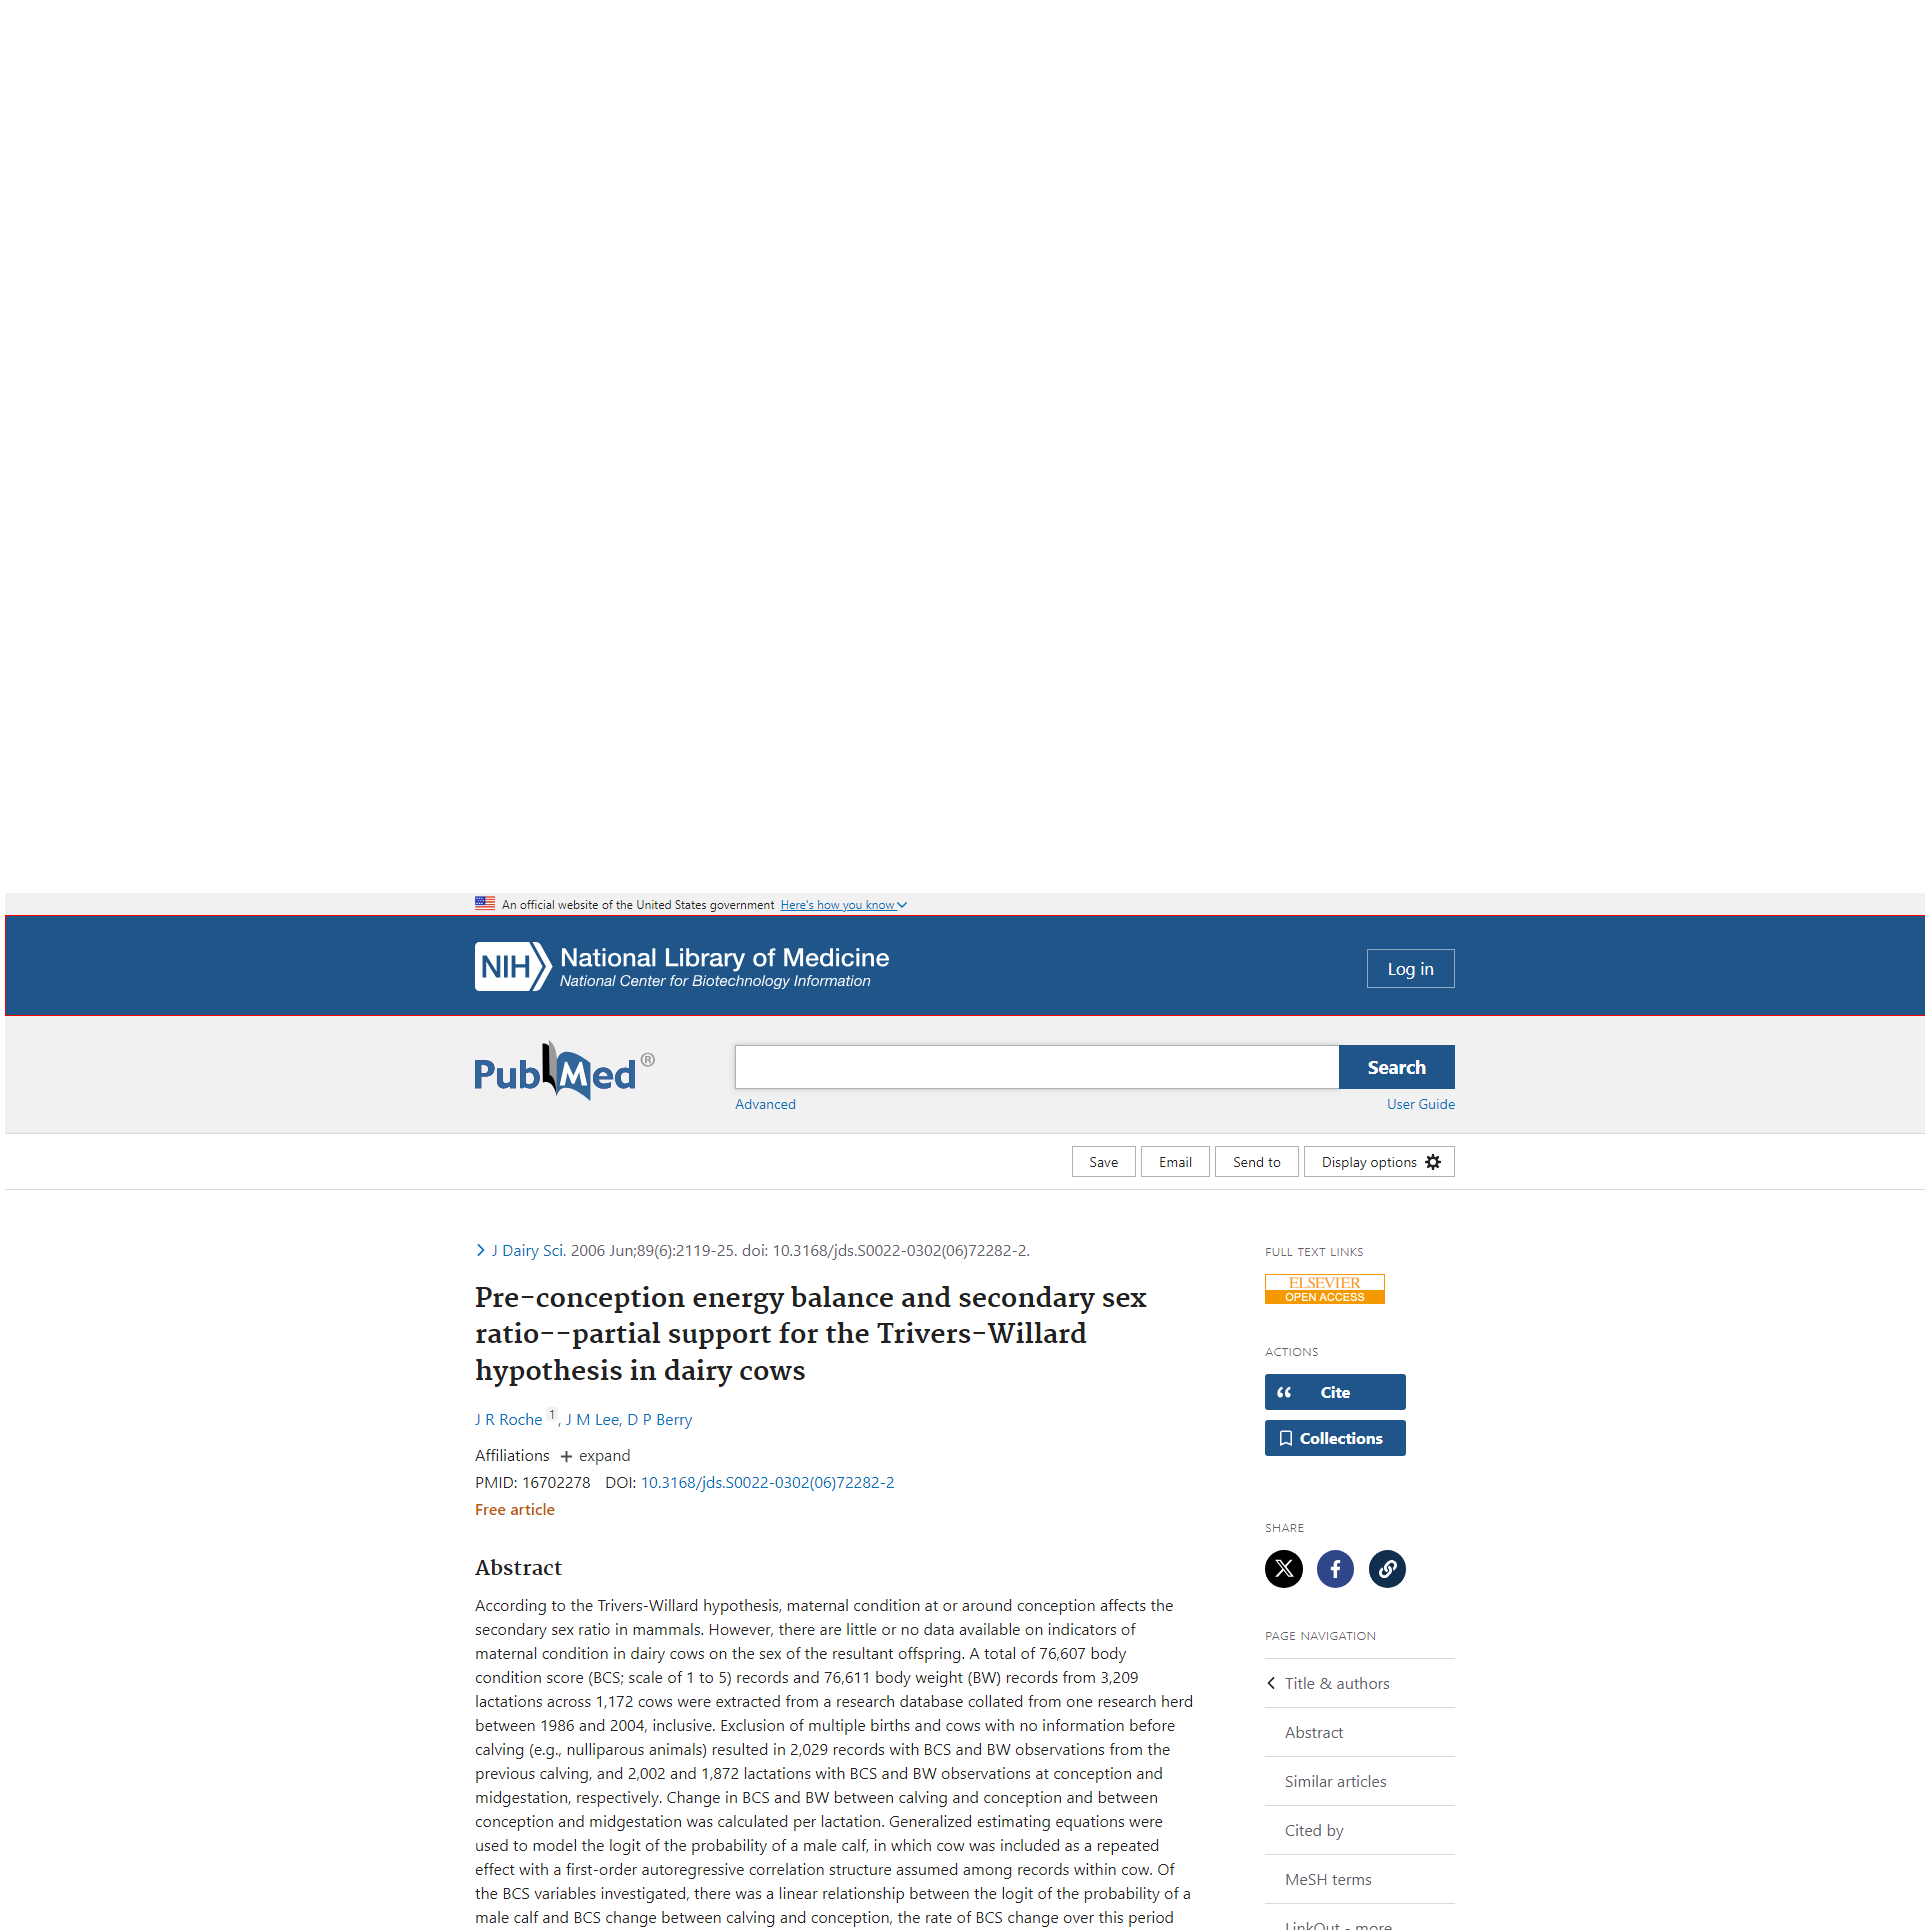 An official website of the United States government Here's how you know
NIH National Library of Medicine
National Center for Biotechnology Information
Log in
PubMed®
Search
Advanced
User Guide
Save
Email
Send to
Display options
J Dairy Sci. 2006 Jun;89(6):2119-25. doi: 10.3168/jds.S0022-0302(06)72282-2.
Pre-conception energy balance and secondary sex
ratio--partial support for the Trivers-Willard
hypothesis in dairy cows
J R Roche 1, J M Lee, D P Berry
Affiliations + expand
PMID: 16702278 DOI: 10.3168/jds.S0022-0302(06)72282-2
Free article
Abstract
According to the Trivers-Willard hypothesis, maternal condition at or around conception affects the
secondary sex ratio in mammals. However, there are little or no data available on indicators of
maternal condition in dairy cows on the sex of the resultant offspring. A total of 76,607 body
condition score (BCS; scale of 1 to 5) records and 76,611 body weight (BW) records from 3,209
lactations across 1,172 cows were extracted from a research database collated from one research herd
between 1986 and 2004, inclusive. Exclusion of multiple births and cows with no information before
calving (e.g., nulliparous animals) resulted in 2,029 records with BCS and BW observations from the
previous calving, and 2,002 and 1,872 lactations with BCS and BW observations at conception and
midgestation, respectively. Change in BCS and BW between calving and conception and between
conception and midgestation was calculated per lactation. Generalized estimating equations were
used to model the logit of the probability of a male calf, in which cow was included as a repeated
effect with a first-order autoregressive correlation structure assumed among records within cow. Of
the BCS variables investigated, there was a linear relationship between the logit of the probability of a
male calf and BCS change between calving and conception, the rate of BCS change over this period
FULL TEXT LINKS
ELSEVIER
OPEN ACCESS
ACTIONS
Cite
Collections
SHARE
PAGE NAVIGATION
Title & authors
Abstract
Similar articles
Cited by
MeSH terms
LinkOut - more